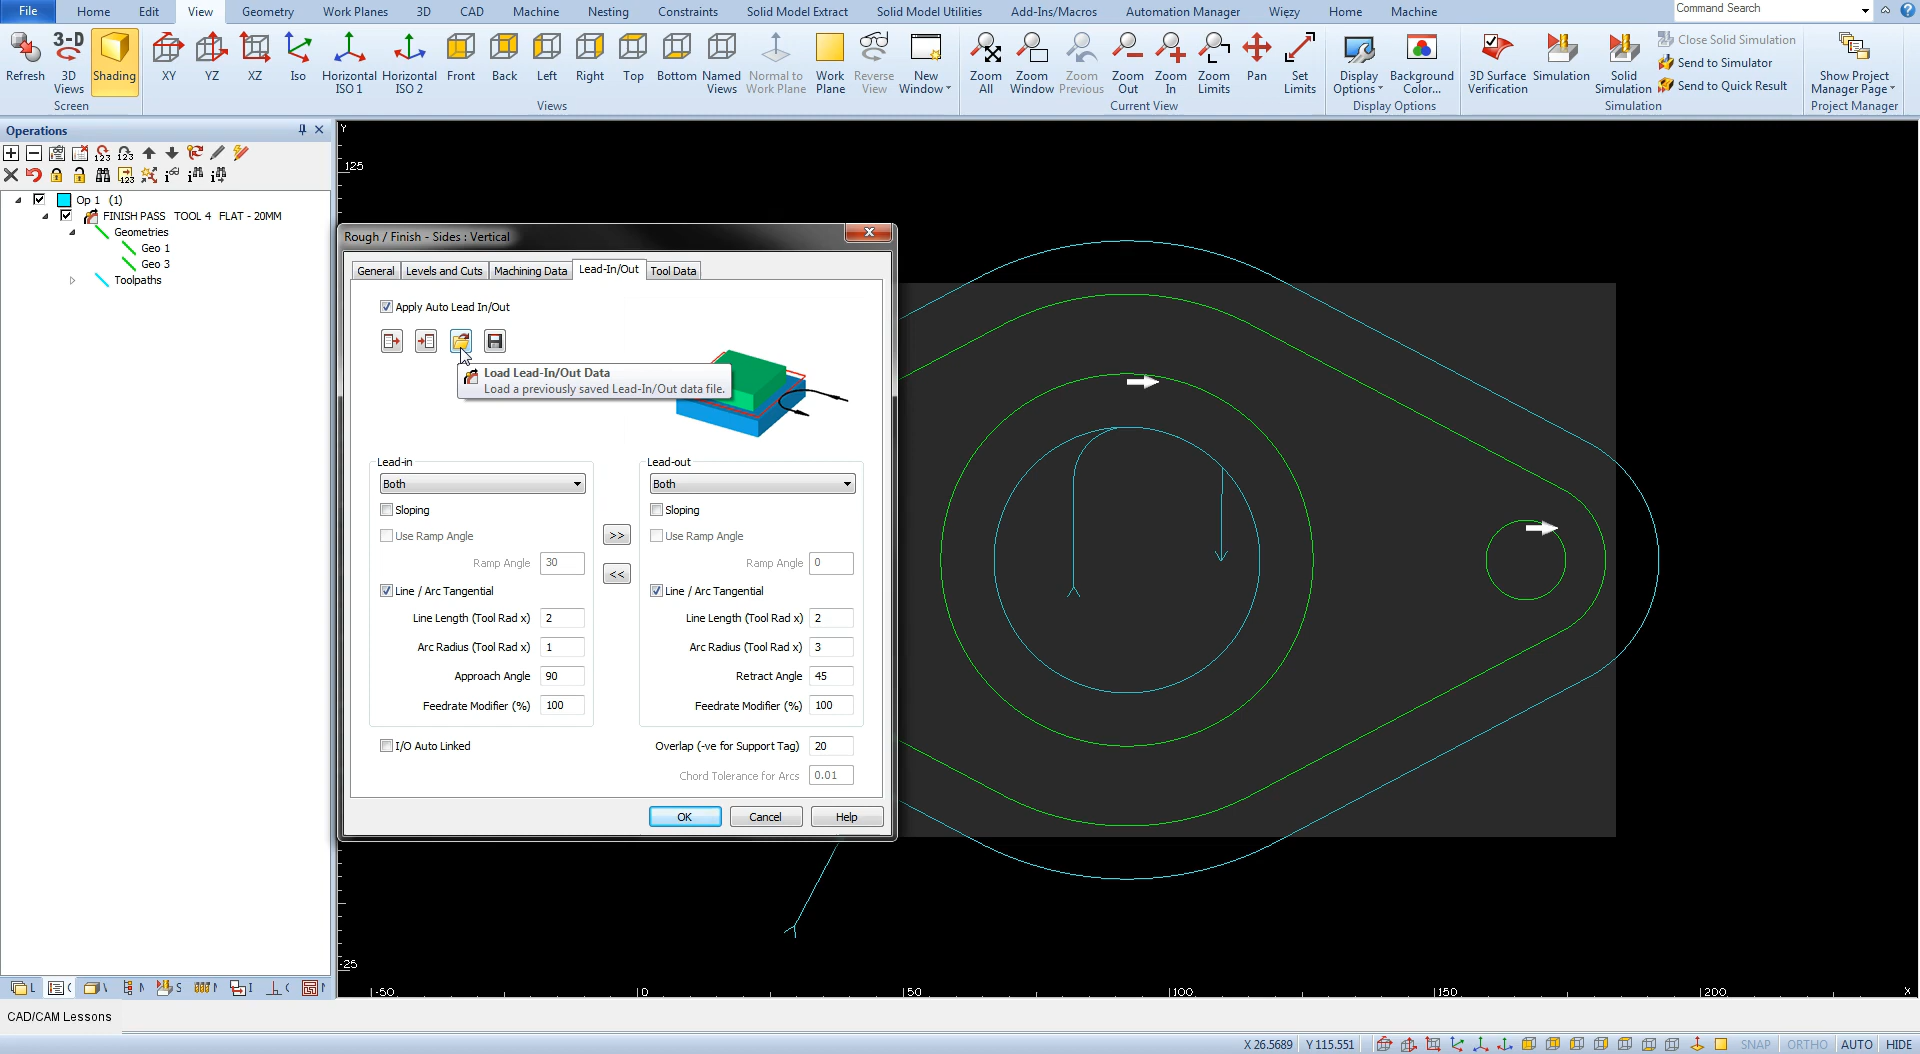 File
Home
Edit
View
Geometry
Work Planes
3D
CAD
Machine
Nesting
Constraints
Solid Model Extract
Solid Model Utilities
Add-Ins/Macros
Automation Manager
Więzy
Home
Machine
Command Search
Refresh
3-D
3D Views
Shading
Screen
XY
YZ
XZ
Iso
Horizontal ISO 1
Horizontal ISO 2
Front
Back
Left
Right
Top
Bottom
Named Views
Normal to Work Plane
Work Plane
Reverse View
New Window
Views
Zoom All
Zoom Window
Zoom Previous
Zoom Out
Zoom In
Zoom Limits
Pan
Set Limits
Current View
Display Options
Background Color...
Display Options
3D Surface Verification
Simulation
Solid Simulation
Close Solid Simulation
Send to Simulator
Send to Quick Result
Simulation
Show Project Manager Page
Project Manager
Operations
123
123
123
Op 1 (1)
FINISH PASS TOOL 4 FLAT - 20MM
Geometries
Geo 1
Geo 3
Toolpaths
Y
125
Rough / Finish - Sides : Vertical
General
Levels and Cuts
Machining Data
Lead-In/Out
Tool Data
Apply Auto Lead In/Out
Load Lead-In/Out Data
Load a previously saved Lead-In/Out data file.
Lead-in
Both
Sloping
Use Ramp Angle
Ramp Angle 30
Line / Arc Tangential
Line Length (Tool Rad x) 2
Arc Radius (Tool Rad x) 1
Approach Angle 90
Feedrate Modifier (%) 100
>>
<<
Lead-out
Both
Sloping
Use Ramp Angle
Ramp Angle 0
Line / Arc Tangential
Line Length (Tool Rad x) 2
Arc Radius (Tool Rad x) 3
Retract Angle 45
Feedrate Modifier (%) 100
I/O Auto Linked
Overlap (-ve for Support Tag) 20
Chord Tolerance for Arcs 0.01
OK
Cancel
Help
-25
-50
0
50
100
150
200
X
CAD/CAM Lessons
X 26.5689 Y 115.551
SNAP
ORTHO
AUTO
HIDE